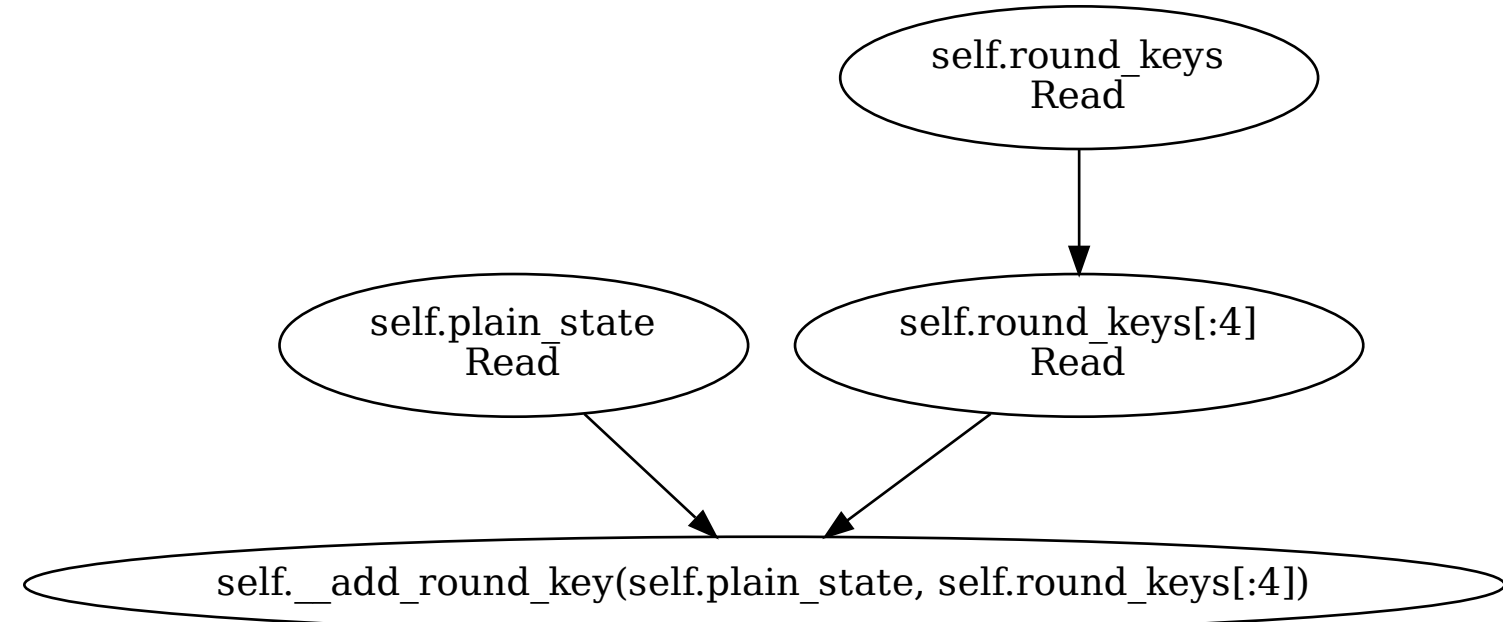 self.round_keys
Read
self.plain_state
Read
self.round_keys[:4]
Read
self.__add_round_key(self.plain_state, self.round_keys[:4])